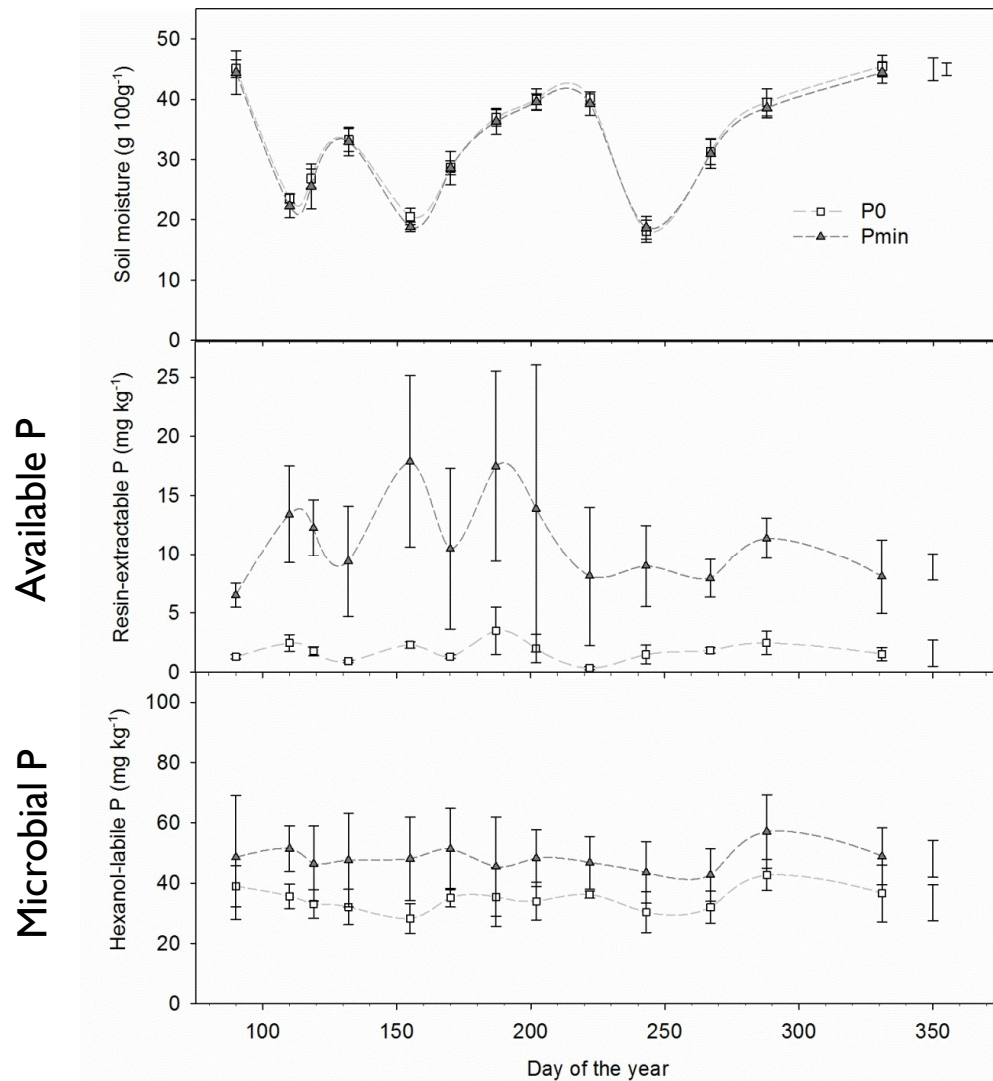 50
40
30
20
10
0
Soil moisture (g 100g⁻¹)
P0
Pmin
Available P
25
20
15
10
5
0
Resin-extractable P (mg kg⁻¹)
Microbial P
100
80
60
40
20
0
Hexanol-labile P (mg kg⁻¹)
100 150 200 250 300 350
Day of the year